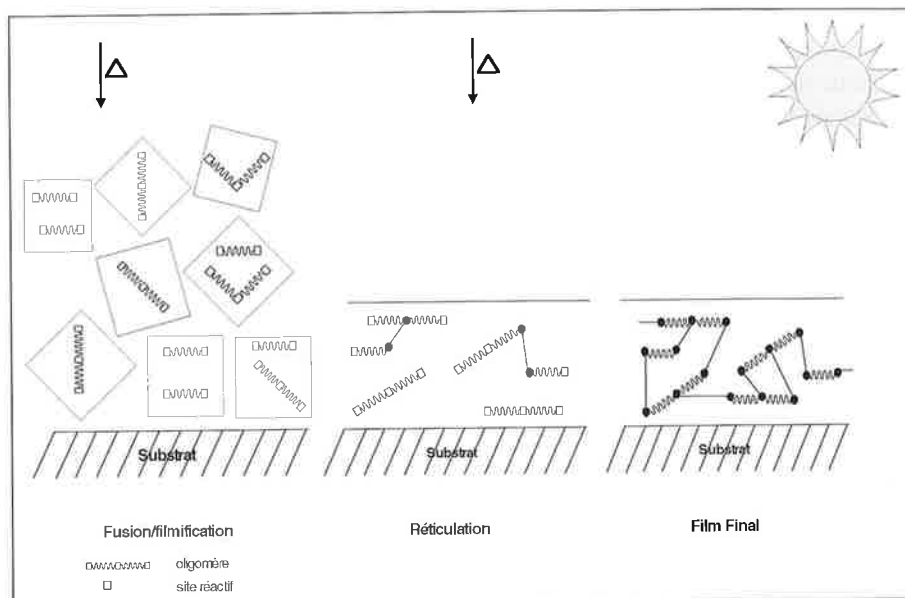 Δ
Δ
Substrat
Substrat
Substrat
Fusion/filmification
Réticulation
Film Final
oligomère
site réactif